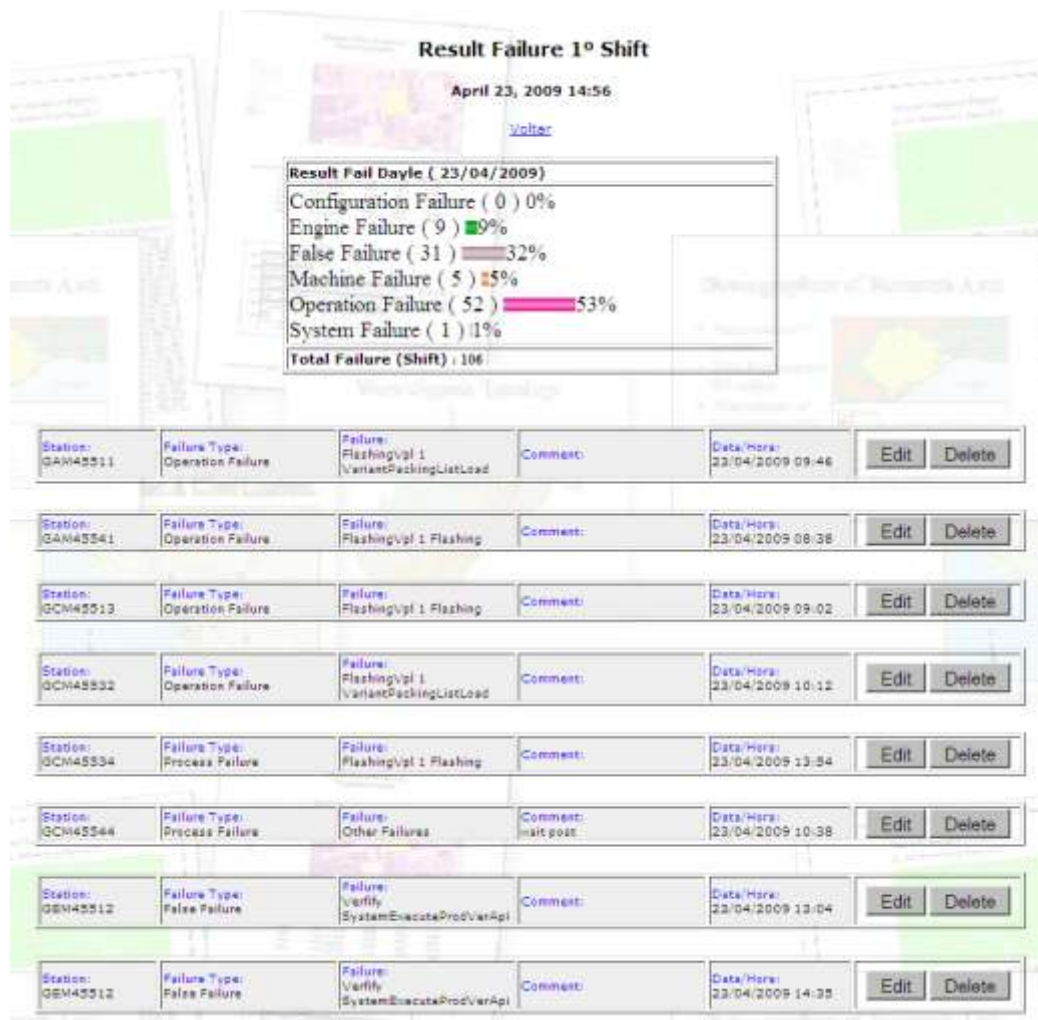 Result Failure 1º Shift
April 23, 2009 14:56
Volter
Result Fail Dayle ( 23/04/2009)
Configuration Failure ( 0 ) 0%
Engine Failure ( 9 ) 9%
False Failure ( 31 ) 32%
Machine Failure ( 5 ) 5%
Operation Failure ( 52 ) 53%
System Failure ( 1 ) 1%
Total Failure (Shift) : 106
Station: Failure Type: Failure: Comment: Data/Hora:
GAM45511 Operation Failure FlashingVpl 1 23/04/2009 09:46 Edit Delete
VariantPackingListLoad
Station: Failure Type: Failure: Comment: Data/Hora:
GAM45541 Operation Failure FlashingVpl 1 Flashing 23/04/2009 08:38 Edit Delete
Station: Failure Type: Failure: Comment: Data/Hora:
GCM45513 Operation Failure FlashingVpl 1 Flashing 23/04/2009 09:02 Edit Delete
Station: Failure Type: Failure: Comment: Data/Hora:
GCM45532 Operation Failure FlashingVpl 1 23/04/2009 10:12 Edit Delete
VariantPackingListLoad
Station: Failure Type: Failure: Comment: Data/Hora:
GCM45534 Process Failure FlashingVpl 1 Flashing 23/04/2009 13:54 Edit Delete
Station: Failure Type: Failure: Comment: Data/Hora:
GCM45544 Process Failure Other Failures post 23/04/2009 10:38 Edit Delete
Station: Failure Type: Failure: Comment: Data/Hora:
GEM45512 False Failure Verifiy 23/04/2009 13:04 Edit Delete
SystemExecuteProdVerApi
Station: Failure Type: Failure: Comment: Data/Hora:
GEM45512 False Failure Verifiy 23/04/2009 14:35 Edit Delete
SystemExecuteProdVerApi